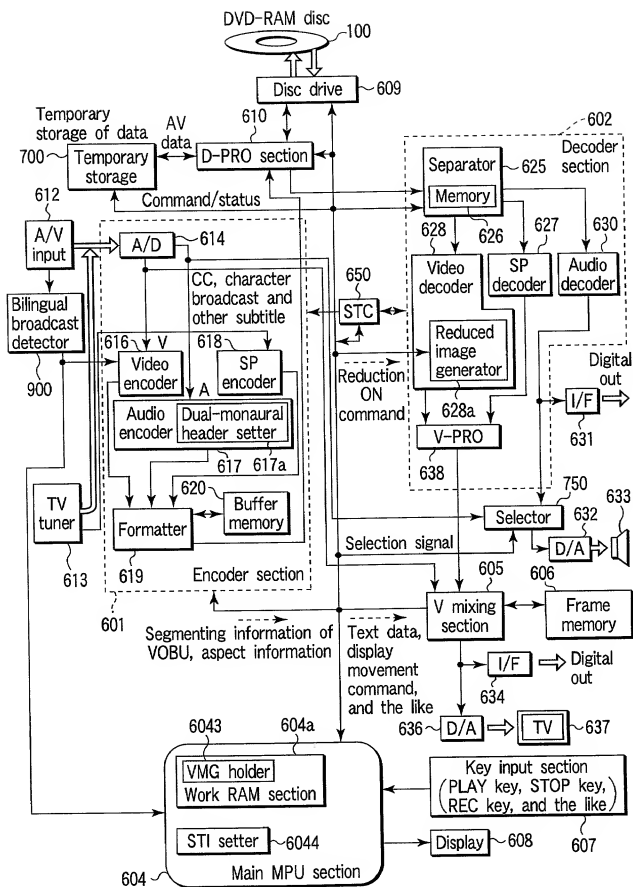 DVD-RAM disc
100
Disc drive
609
Temporary
storage of data
AV
data
610
602
700
Temporary
storage
D-PRO section
Decoder
section
Separator
625
Memory
626
Command/status
612
A/V
input
A/D
614
628
627
630
Video
decoder
SP
decoder
Audio
decoder
CC, character
broadcast and
other subtitle
650
STC
Bilingual
broadcast
detector
900
616
V
Video
encoder
618
SP
encoder
Reduced
image
generator
628a
Reduction
ON
command
Digital
out
I/F
631
A
Audio
encoder
Dual-monaural
header setter
617
617a
V-PRO
638
TV
tuner
613
620
Buffer
memory
Formatter
619
750
Selector
633
632
D/A
Selection signal
Encoder section
601
605
606
V mixing
section
Frame
memory
Segmenting information of
VOBU, aspect information
Text data,
display
movement
command,
and the like
I/F
634
Digital
out
636
D/A
TV
637
6043
604a
VMG holder
Work RAM section
STI setter
6044
604
Main MPU section
Key input section
(PLAY key, STOP key,
REC key, and the like)
607
Display
608